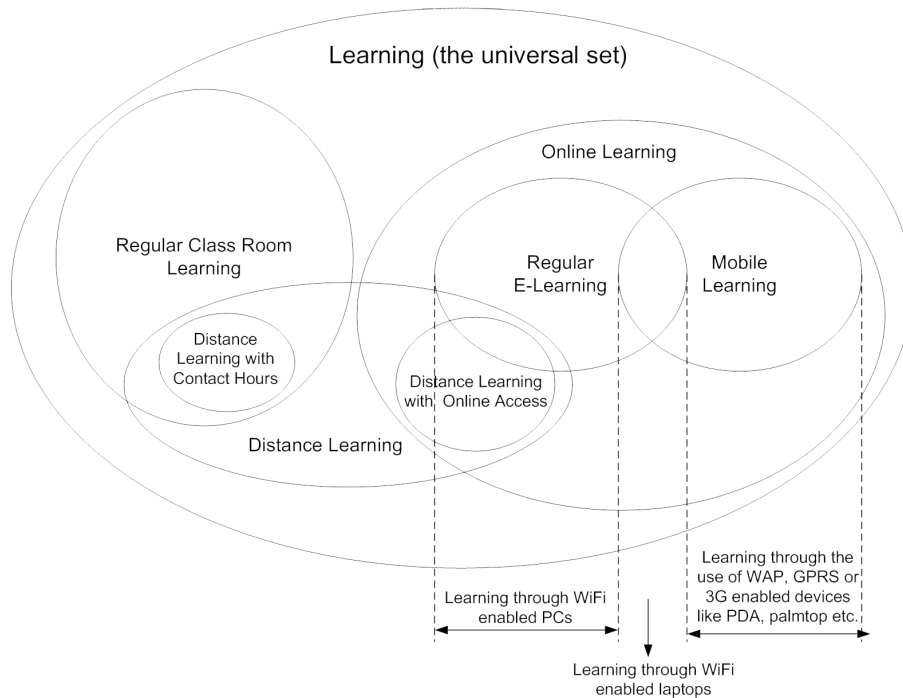 Learning (the universal set)
Online Learning
Regular Class Room
Learning
Regular
E-Learning
Mobile
Learning
Distance
Learning with
Contact Hours
Distance Learning
with Online Access
Distance Learning
Learning through WiFi
enabled PCs
Learning through the
use of WAP, GPRS or
3G enabled devices
like PDA, palmtop etc.
Learning through WiFi
enabled laptops